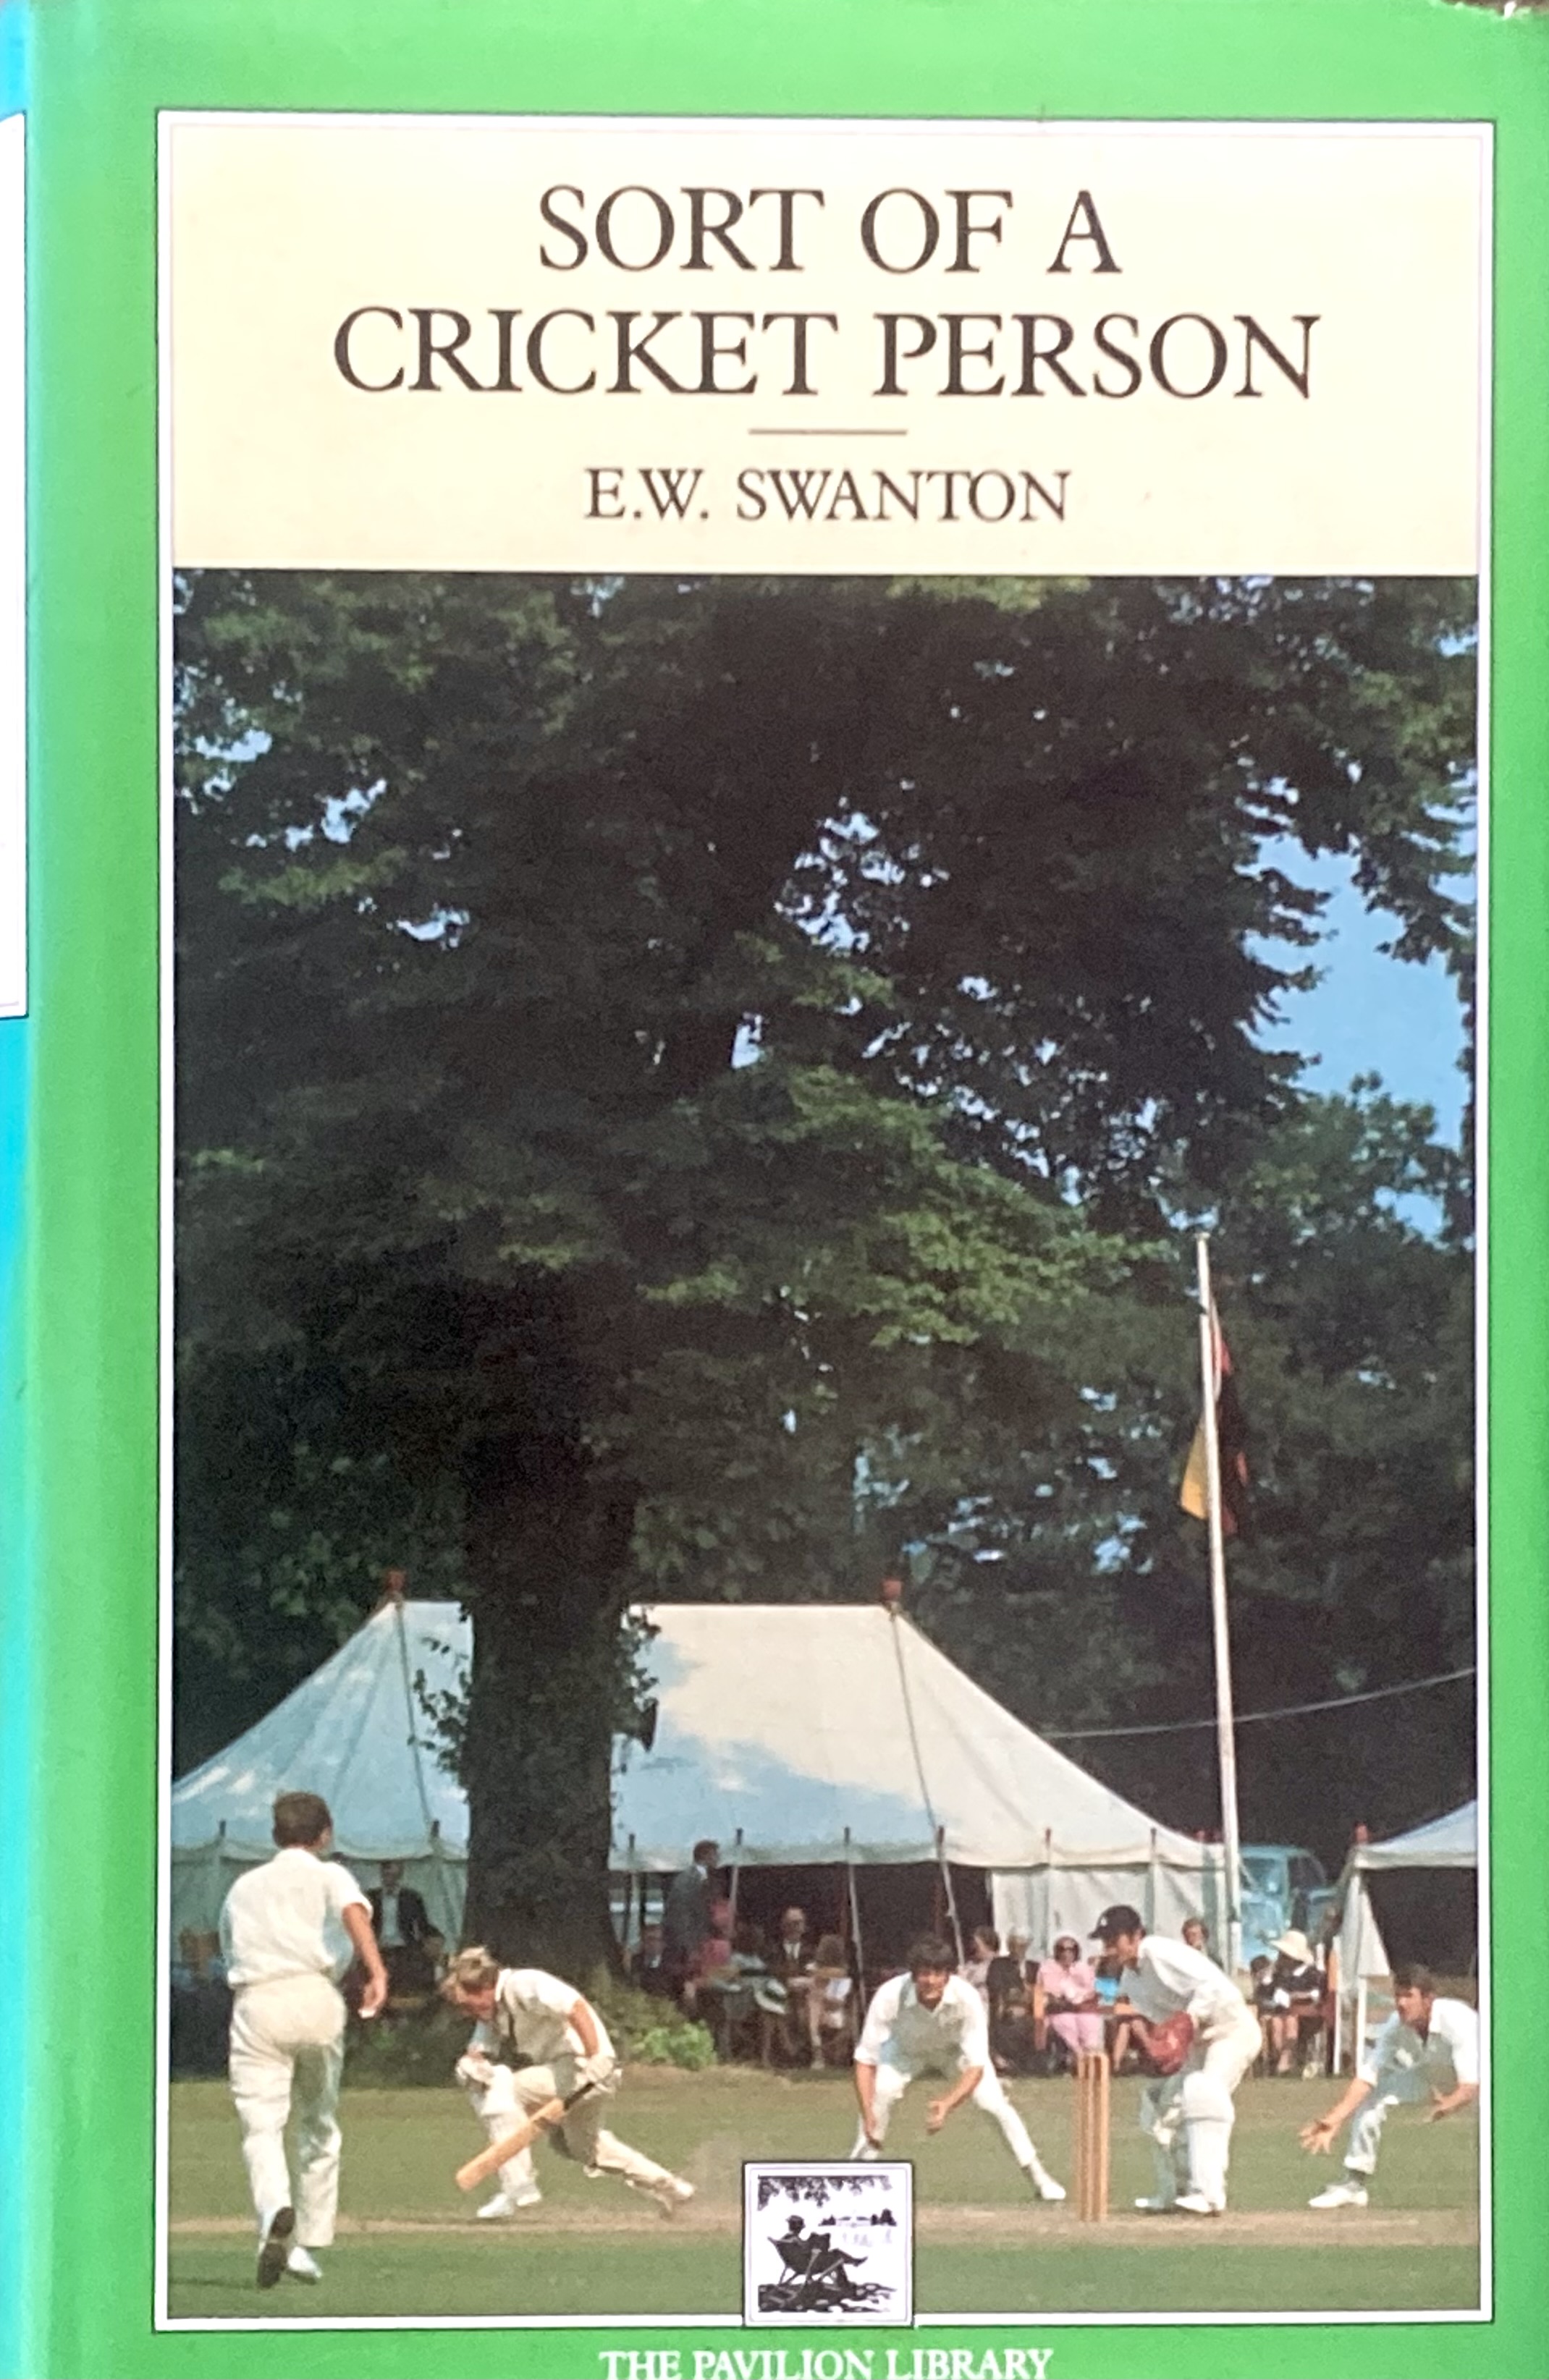 SORT OF A
CRICKET PERSON
E.W. SWANTON
THE PAVILION LIBRARY